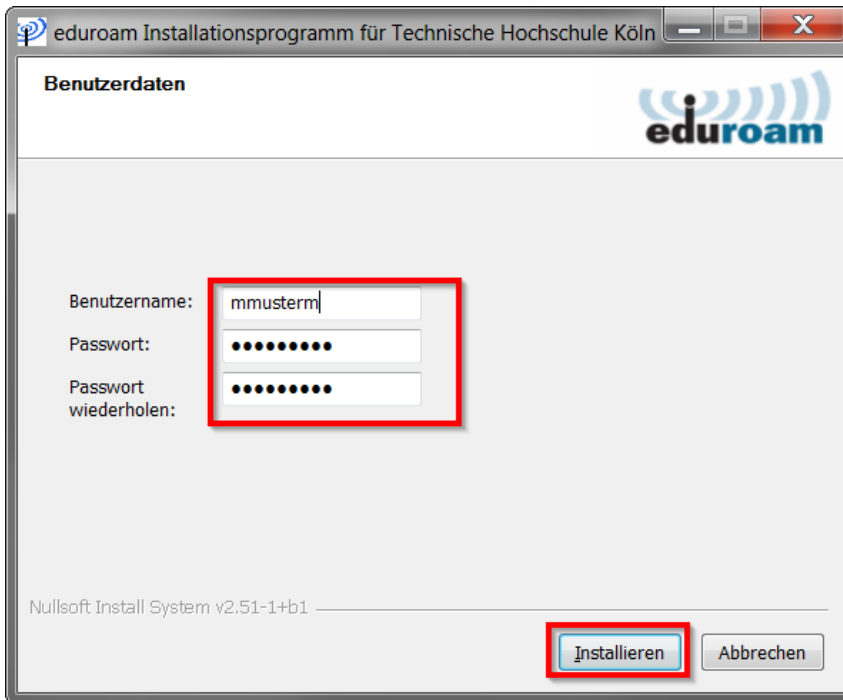 eduroam Installationsprogramm für Technische Hochschule Köln
Benutzerdaten
eduroam
Benutzername:
mmusterm
Passwort:
●●●●●●●●●
Passwort
wiederholen:
●●●●●●●●●
Nullsoft Install System v2.51-1+b1
Installieren
Abbrechen